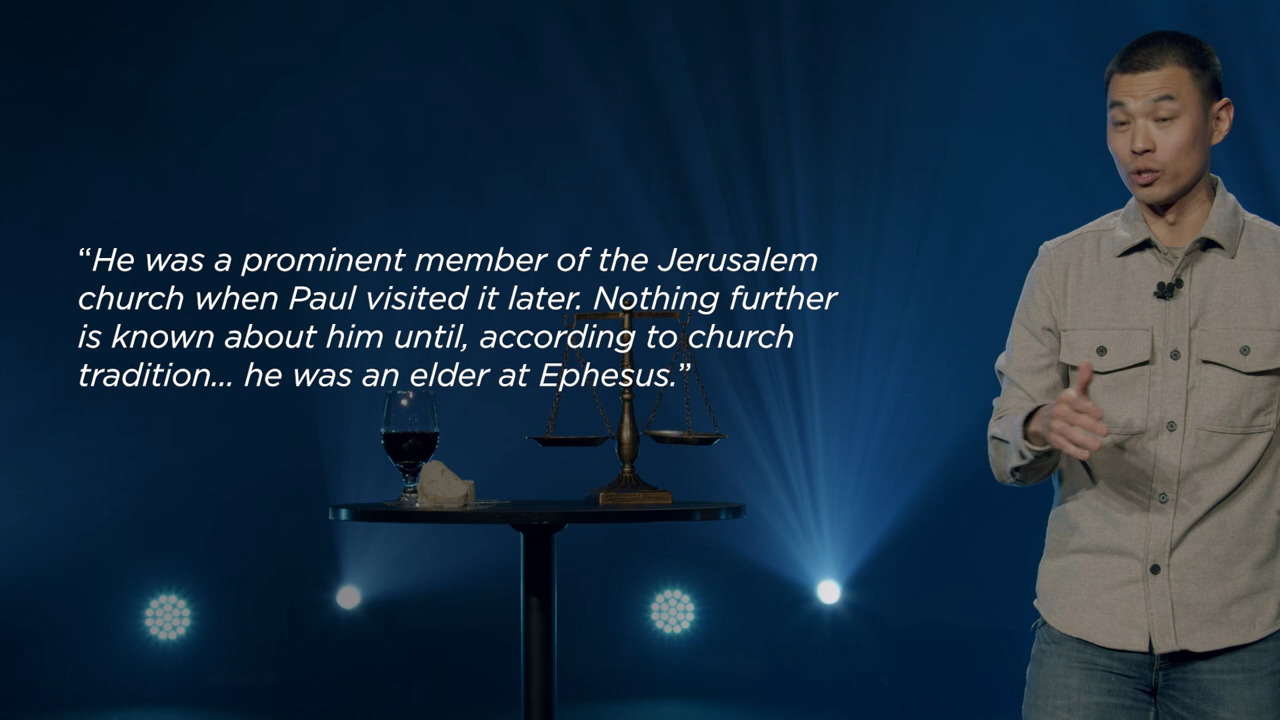 “He was a prominent member of the Jerusalem
church when Paul visited it later. Nothing further
is known about him until, according to church
tradition... he was an elder at Ephesus.”